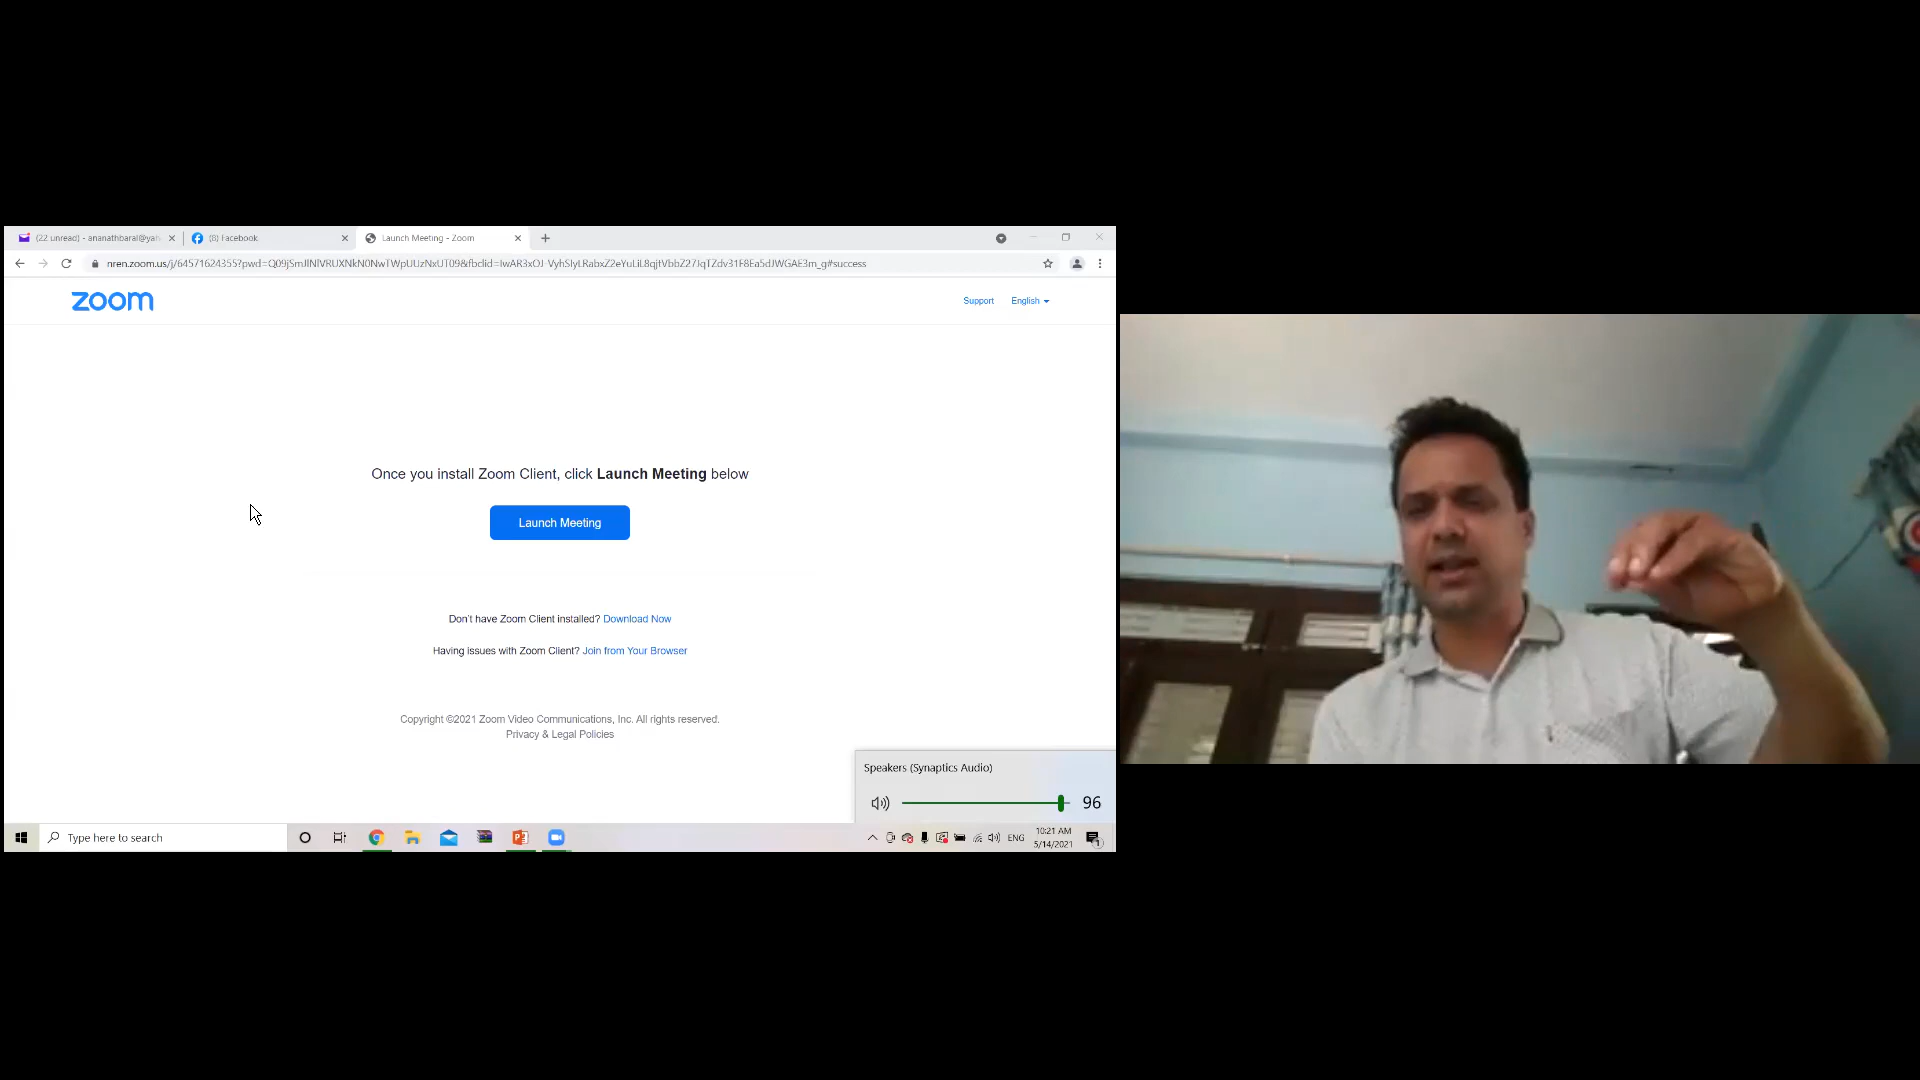 (22 unread) - ananathbaral@yah
(8) Facebook
Launch Meeting - Zoom
zoom
Support
English
Once you install Zoom Client, click Launch Meeting below
Launch Meeting
Don't have Zoom Client installed? Download Now
Having issues with Zoom Client? Join from Your Browser
Copyright ©2021 Zoom Video Communications, Inc. All rights reserved.
Privacy & Legal Policies
Speakers (Synaptics Audio)
96
Type here to search
ENG
10:21 AM
5/14/2021